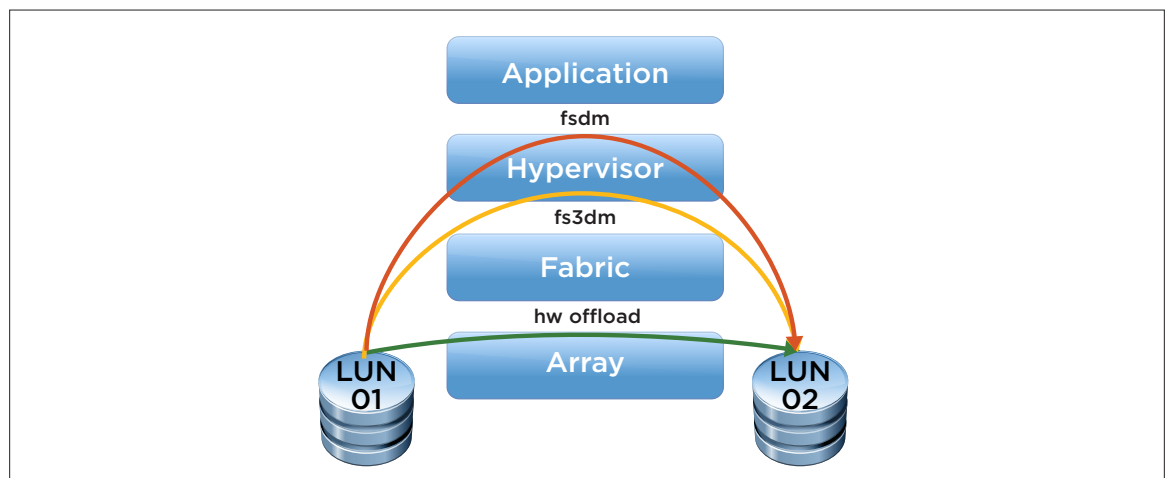 Application
fsdm
Hypervisor
fs3dm
Fabric
hw offload
Array
LUN
01
LUN
02